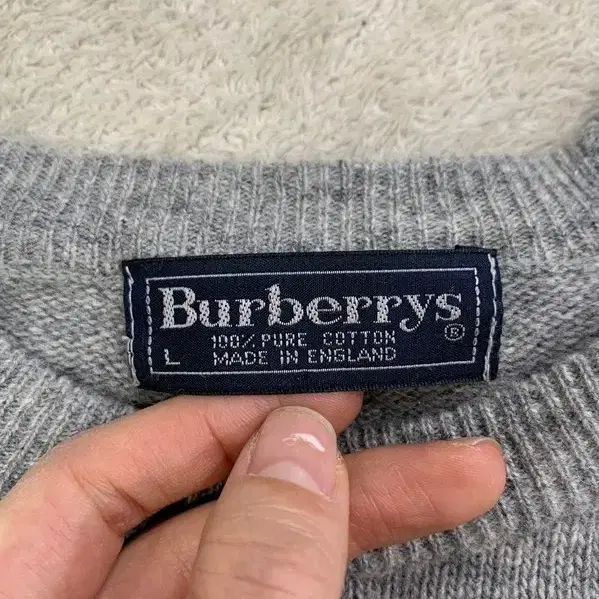 Burberrys
®
100% PURE COTTON
L MADE IN ENGLAND